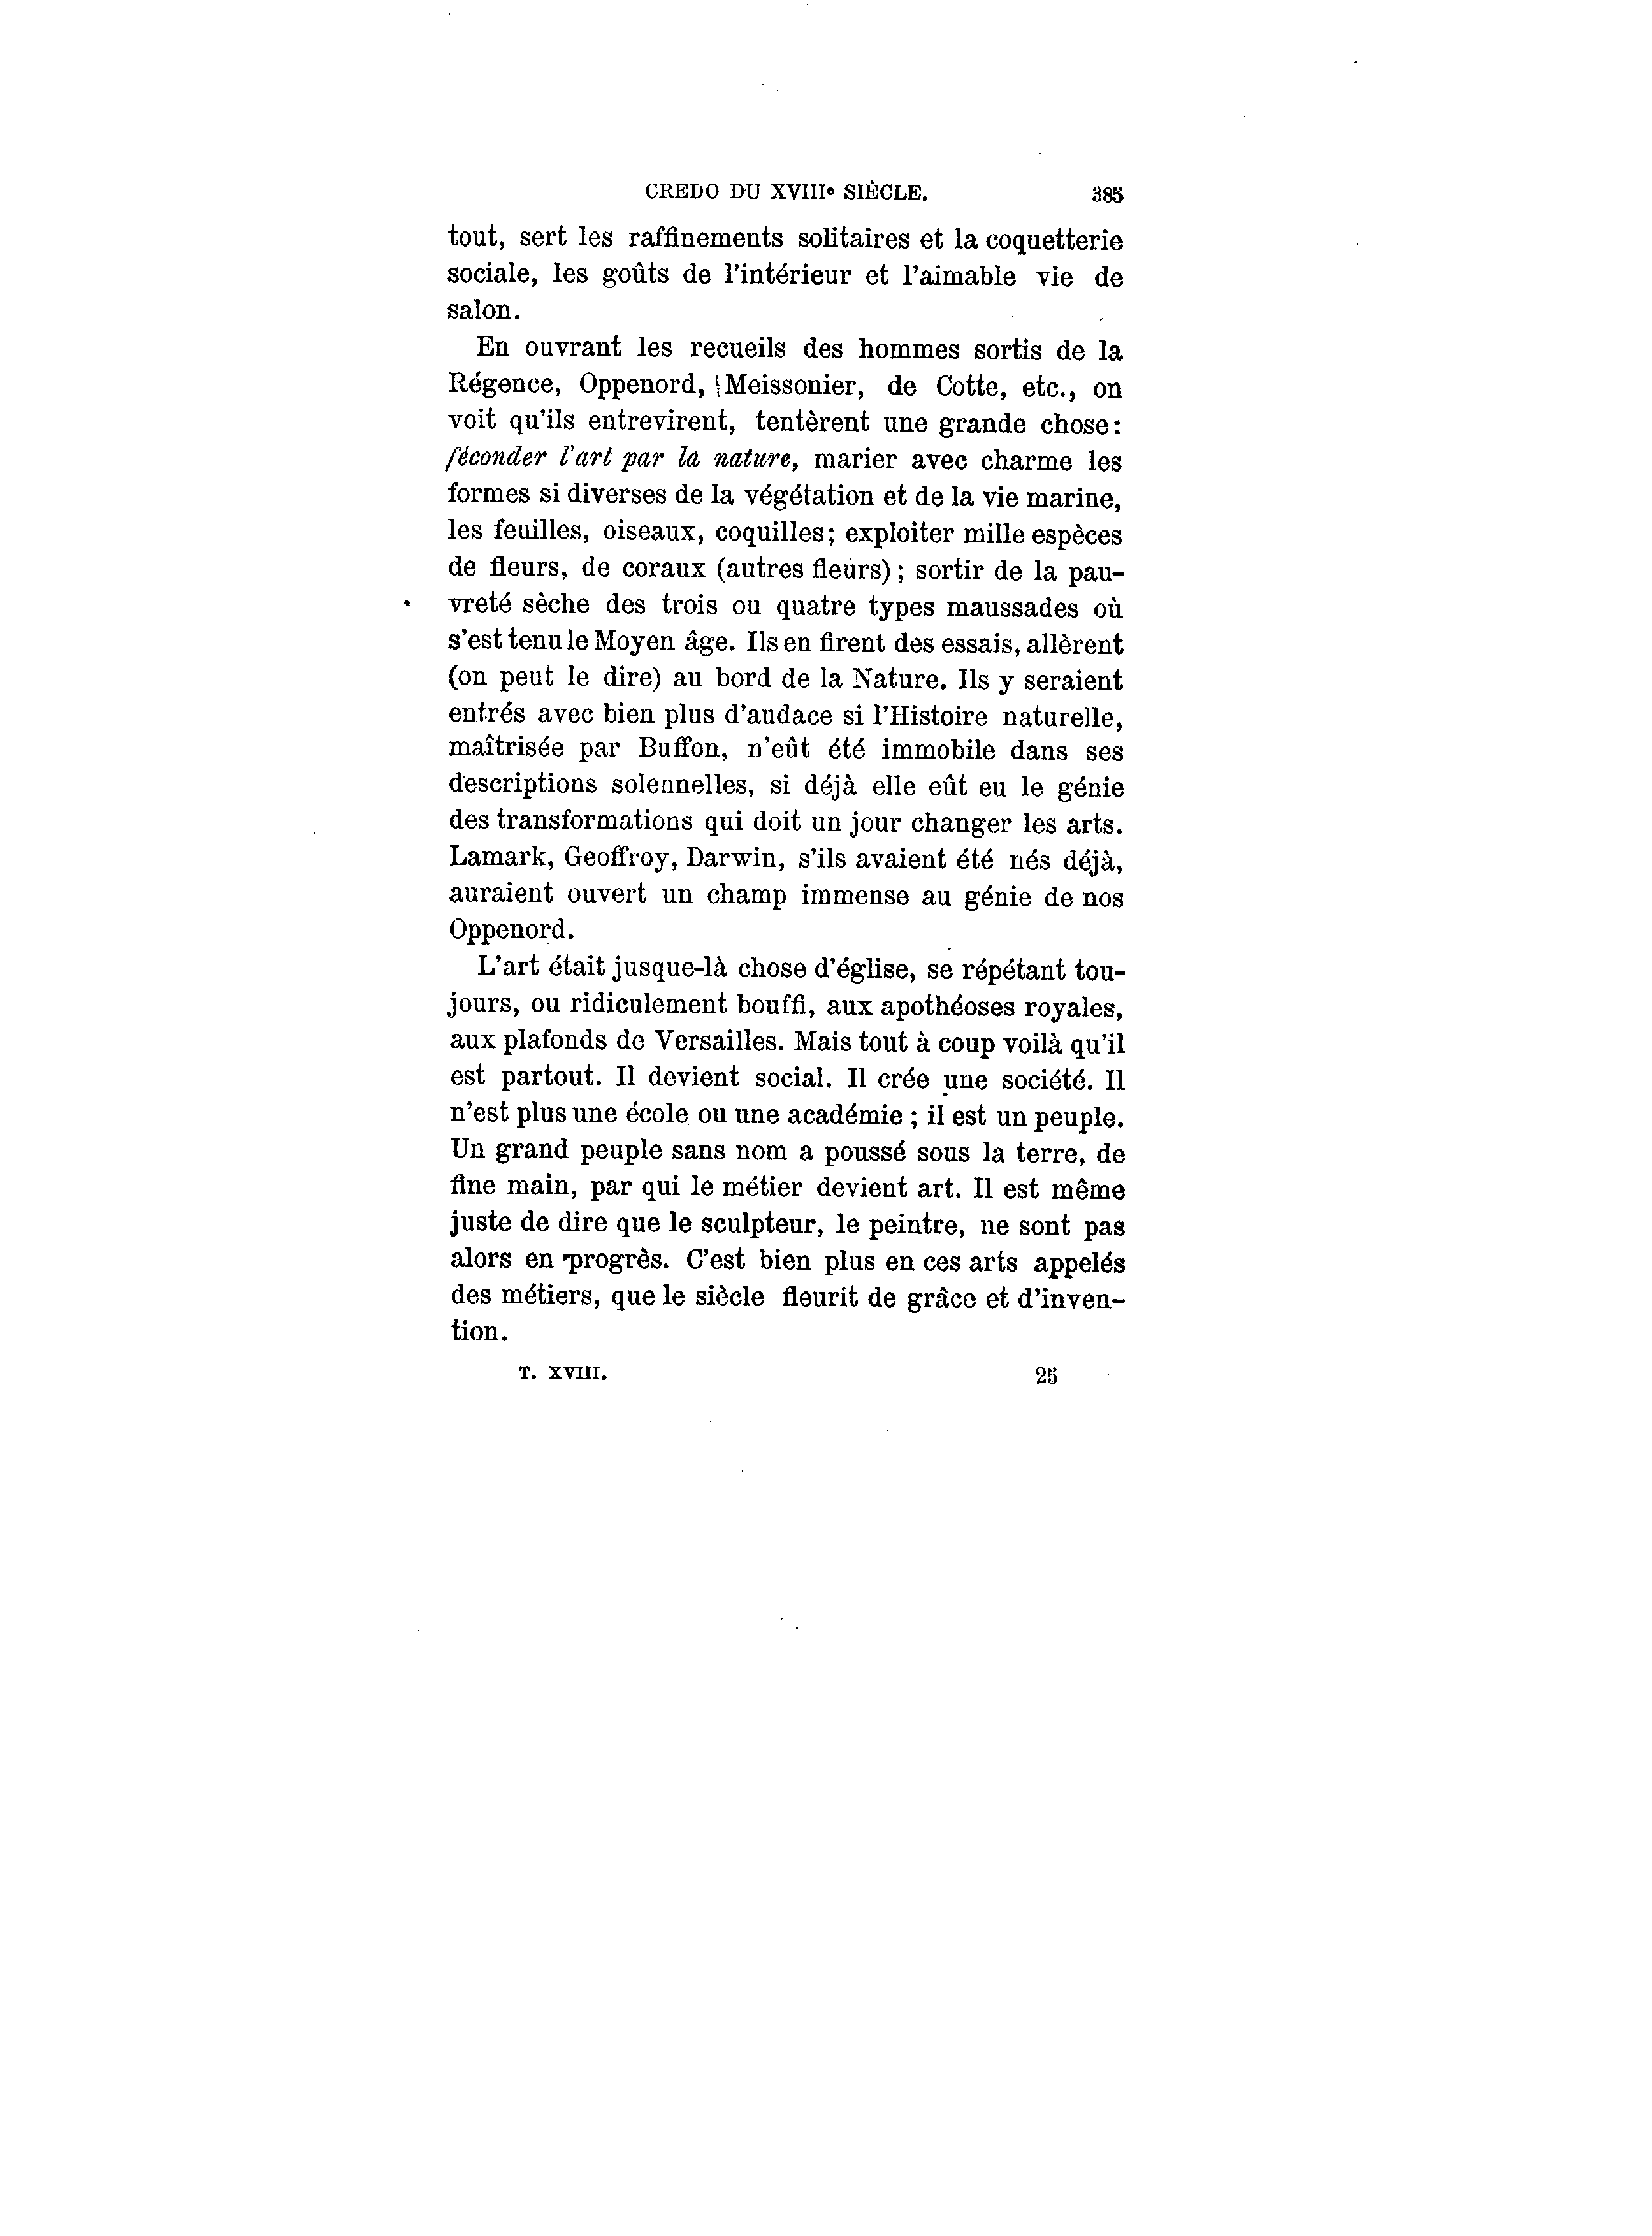 CREDO DU XVIIIe SIÈCLE. 385
tout, sert les raffinements solitaires et la coquetterie
sociale, les goûts de l'intérieur et l'aimable vie de
salon.
En ouvrant les recueils des hommes sortis de la
Régence, Oppenord, Meissonier, de Cotte, etc., on
voit qu'ils entrevirent, tentèrent une grande chose:
féconder l'art par la nature, marier avec charme les
formes si diverses de la végétation et de la vie marine,
les feuilles, oiseaux, coquilles; exploiter mille espèces
de fleurs, de coraux (autres fleurs); sortir de la pau-
vreté sèche des trois ou quatre types maussades où
s'est tenu le Moyen âge. Ils en firent des essais, allèrent
(on peut le dire) au bord de la Nature. Ils y seraient
entrés avec bien plus d'audace si l'Histoire naturelle,
maîtrisée par Buffon, n'eût été immobile dans ses
descriptions solennelles, si déjà elle eût eu le génie
des transformations qui doit un jour changer les arts.
Lamark, Geoffroy, Darwin, s'ils avaient été nés déjà,
auraient ouvert un champ immense au génie de nos
Oppenord.
L'art était jusque-là chose d'église, se répétant tou-
jours, ou ridiculement bouffi, aux apothéoses royales,
aux plafonds de Versailles. Mais tout à coup voilà qu'il
est partout. Il devient social. Il crée une société. Il
n'est plus une école ou une académie ; il est un peuple.
Un grand peuple sans nom a poussé sous la terre, de
fine main, par qui le métier devient art. Il est même
juste de dire que le sculpteur, le peintre, ne sont pas
alors en progrès. C'est bien plus en ces arts appelés
des métiers, que le siècle fleurit de grâce et d'inven-
tion.
T. XVIII. 25